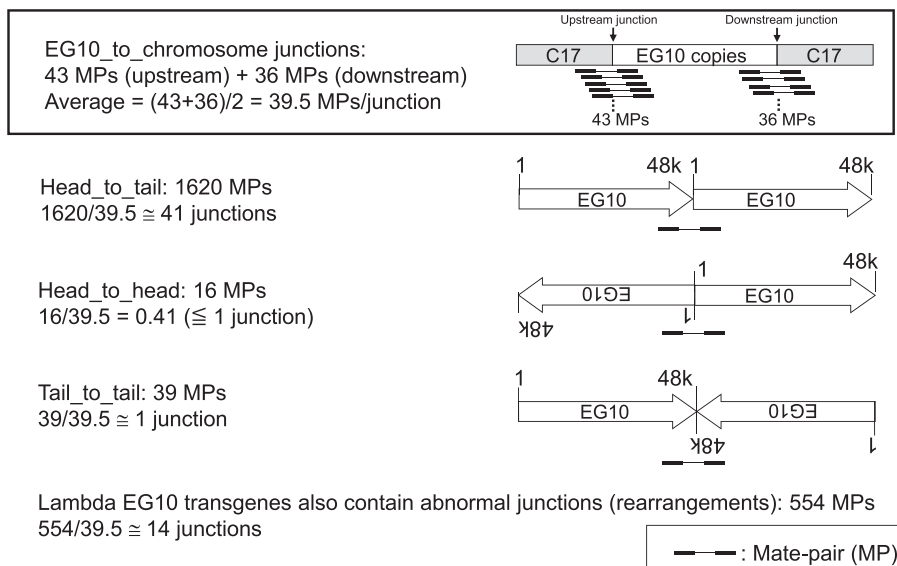 Upstream junction
Downstream junction
EG10_to_chromosome junctions:
43 MPs (upstream) + 36 MPs (downstream)
Average = (43+36)/2 = 39.5 MPs/junction
C17
EG10 copies
C17
43 MPs
36 MPs
Head_to_tail: 1620 MPs
1620/39.5 ≅ 41 junctions
1
48k
1
48k
EG10
EG10
Head_to_head: 16 MPs
16/39.5 = 0.41 (≦ 1 junction)
1
48k
EG10
EG10
1
48k
Tail_to_tail: 39 MPs
39/39.5 ≅ 1 junction
1
48k
EG10
EG10
48k
1
Lambda EG10 transgenes also contain abnormal junctions (rearrangements): 554 MPs
554/39.5 ≅ 14 junctions
: Mate-pair (MP)